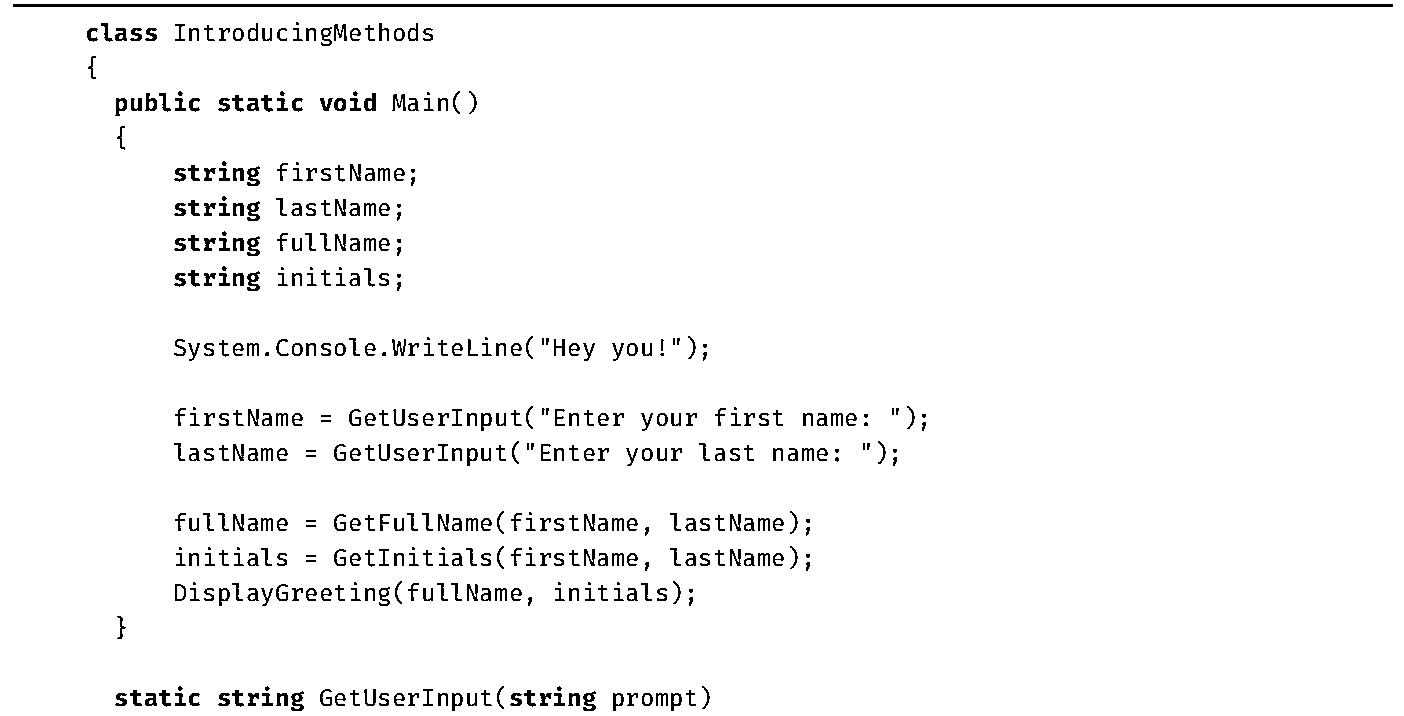 class IntroducingMethods
{
  public static void Main()
  {
      string firstName;
      string lastName;
      string fullName;
      string initials;

      System.Console.WriteLine("Hey you!");

      firstName = GetUserInput("Enter your first name: ");
      lastName = GetUserInput("Enter your last name: ");

      fullName = GetFullName(firstName, lastName);
      initials = GetInitials(firstName, lastName);
      DisplayGreeting(fullName, initials);
  }

  static string GetUserInput(string prompt)